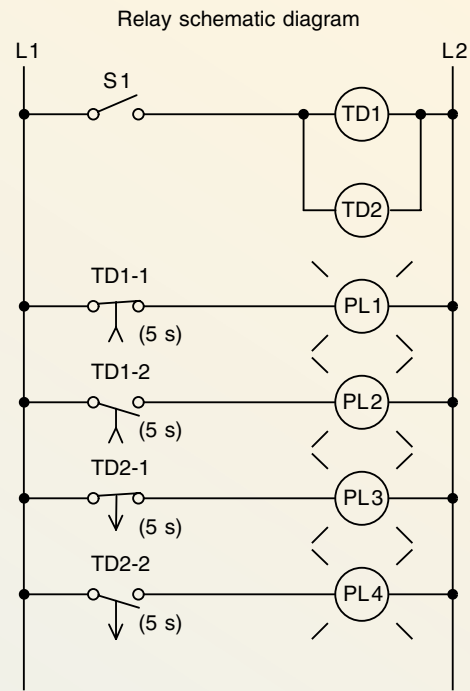 Relay schematic diagram
L1 L2
S1
TD1
TD2
TD1-1
PL1
(5 s)
TD1-2
PL2
(5 s)
TD2-1
PL3
(5 s)
TD2-2
PL4
(5 s)